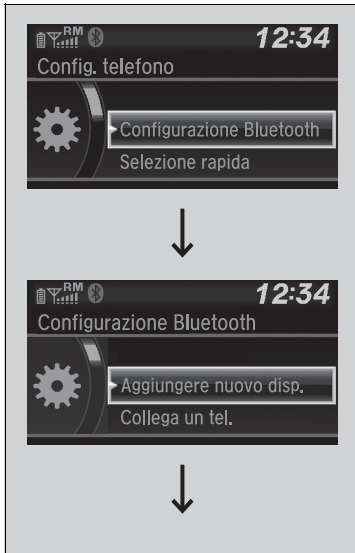 RM 12:34
Config. telefono
Configurazione Bluetooth
Selezione rapida
RM 12:34
Configurazione Bluetooth
Aggiungere nuovo disp.
Collega un tel.